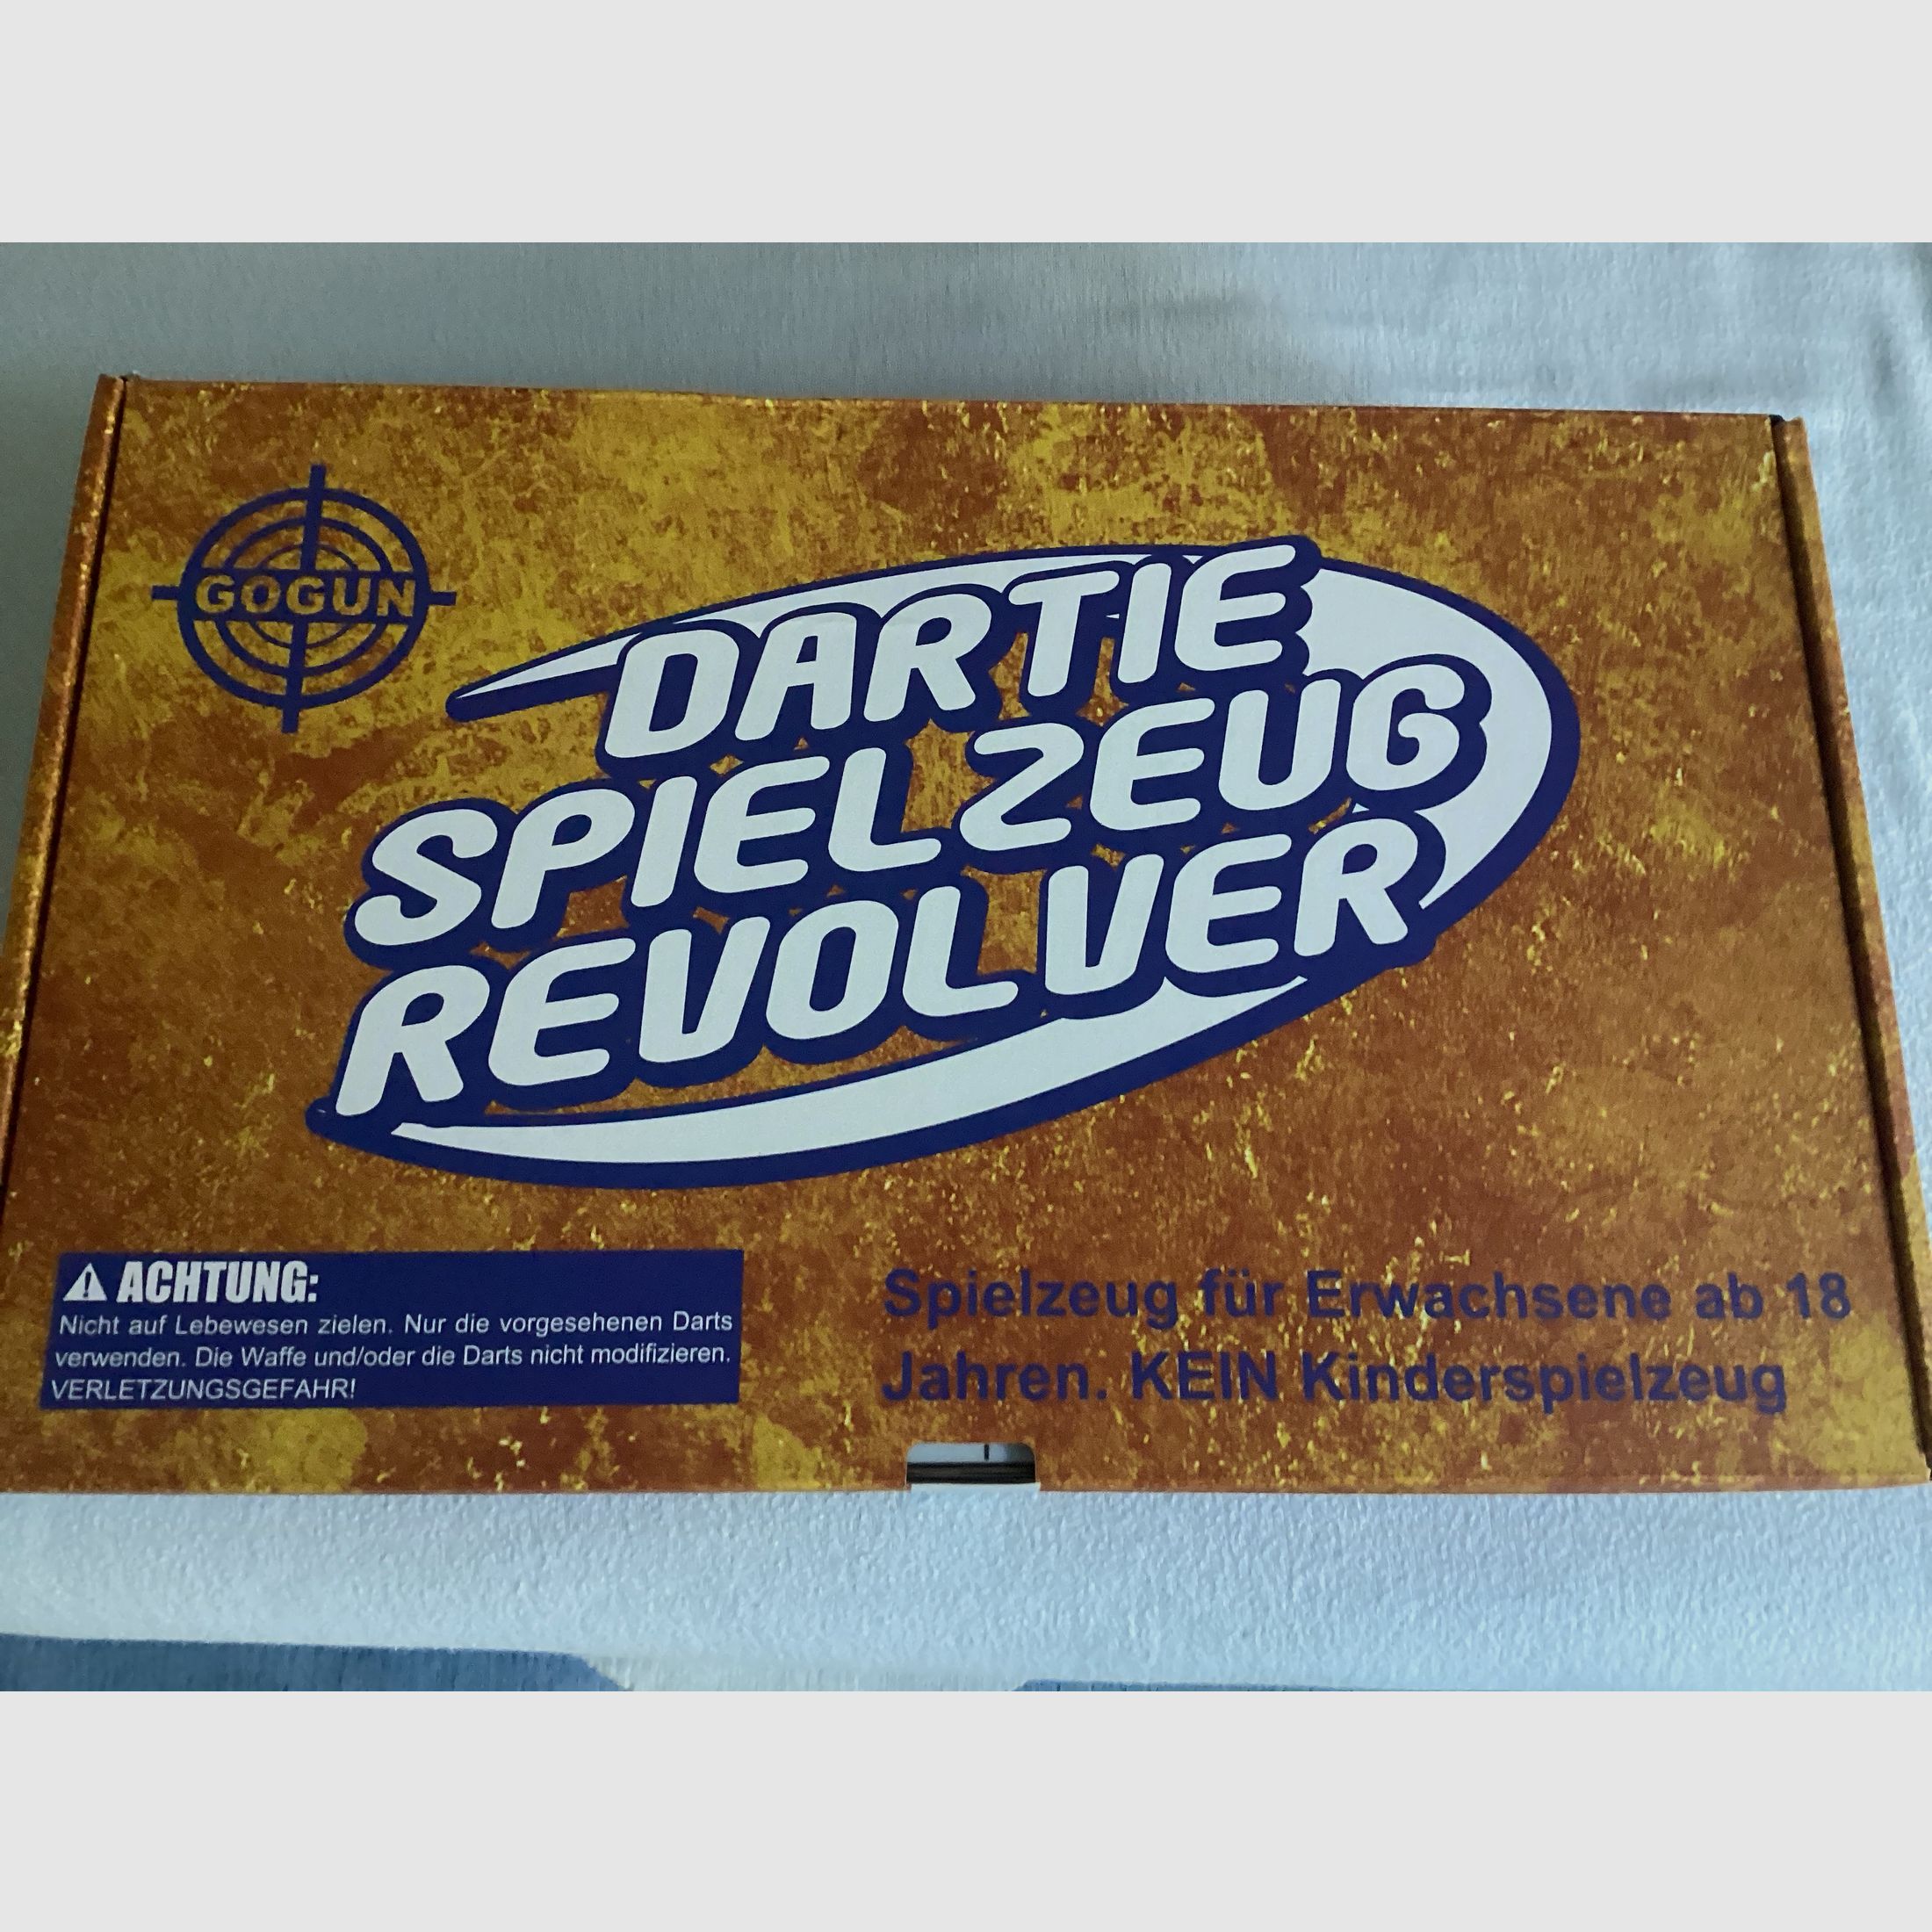 GOGUN
DARTIE
SPIELZEUG
REVOLVER
ACHTUNG:
Nicht auf Lebewesen zielen. Nur die vorgesehenen Darts
verwenden. Die Waffe und/oder die Darts nicht modifizieren.
VERLETZUNGSGEFAHR!
Spielzeug für Erwachsene ab 18
Jahren. KEIN Kinderspielzeug